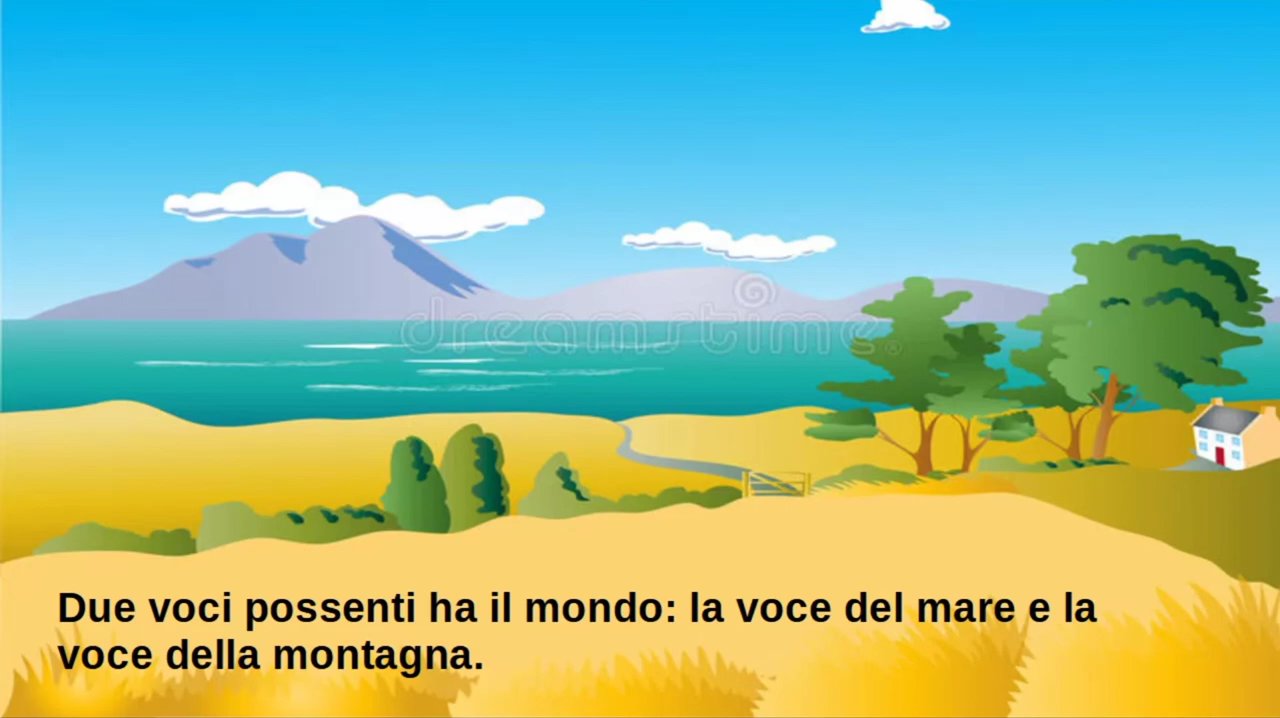 dreamstime.
Due voci possenti ha il mondo: la voce del mare e la
voce della montagna.